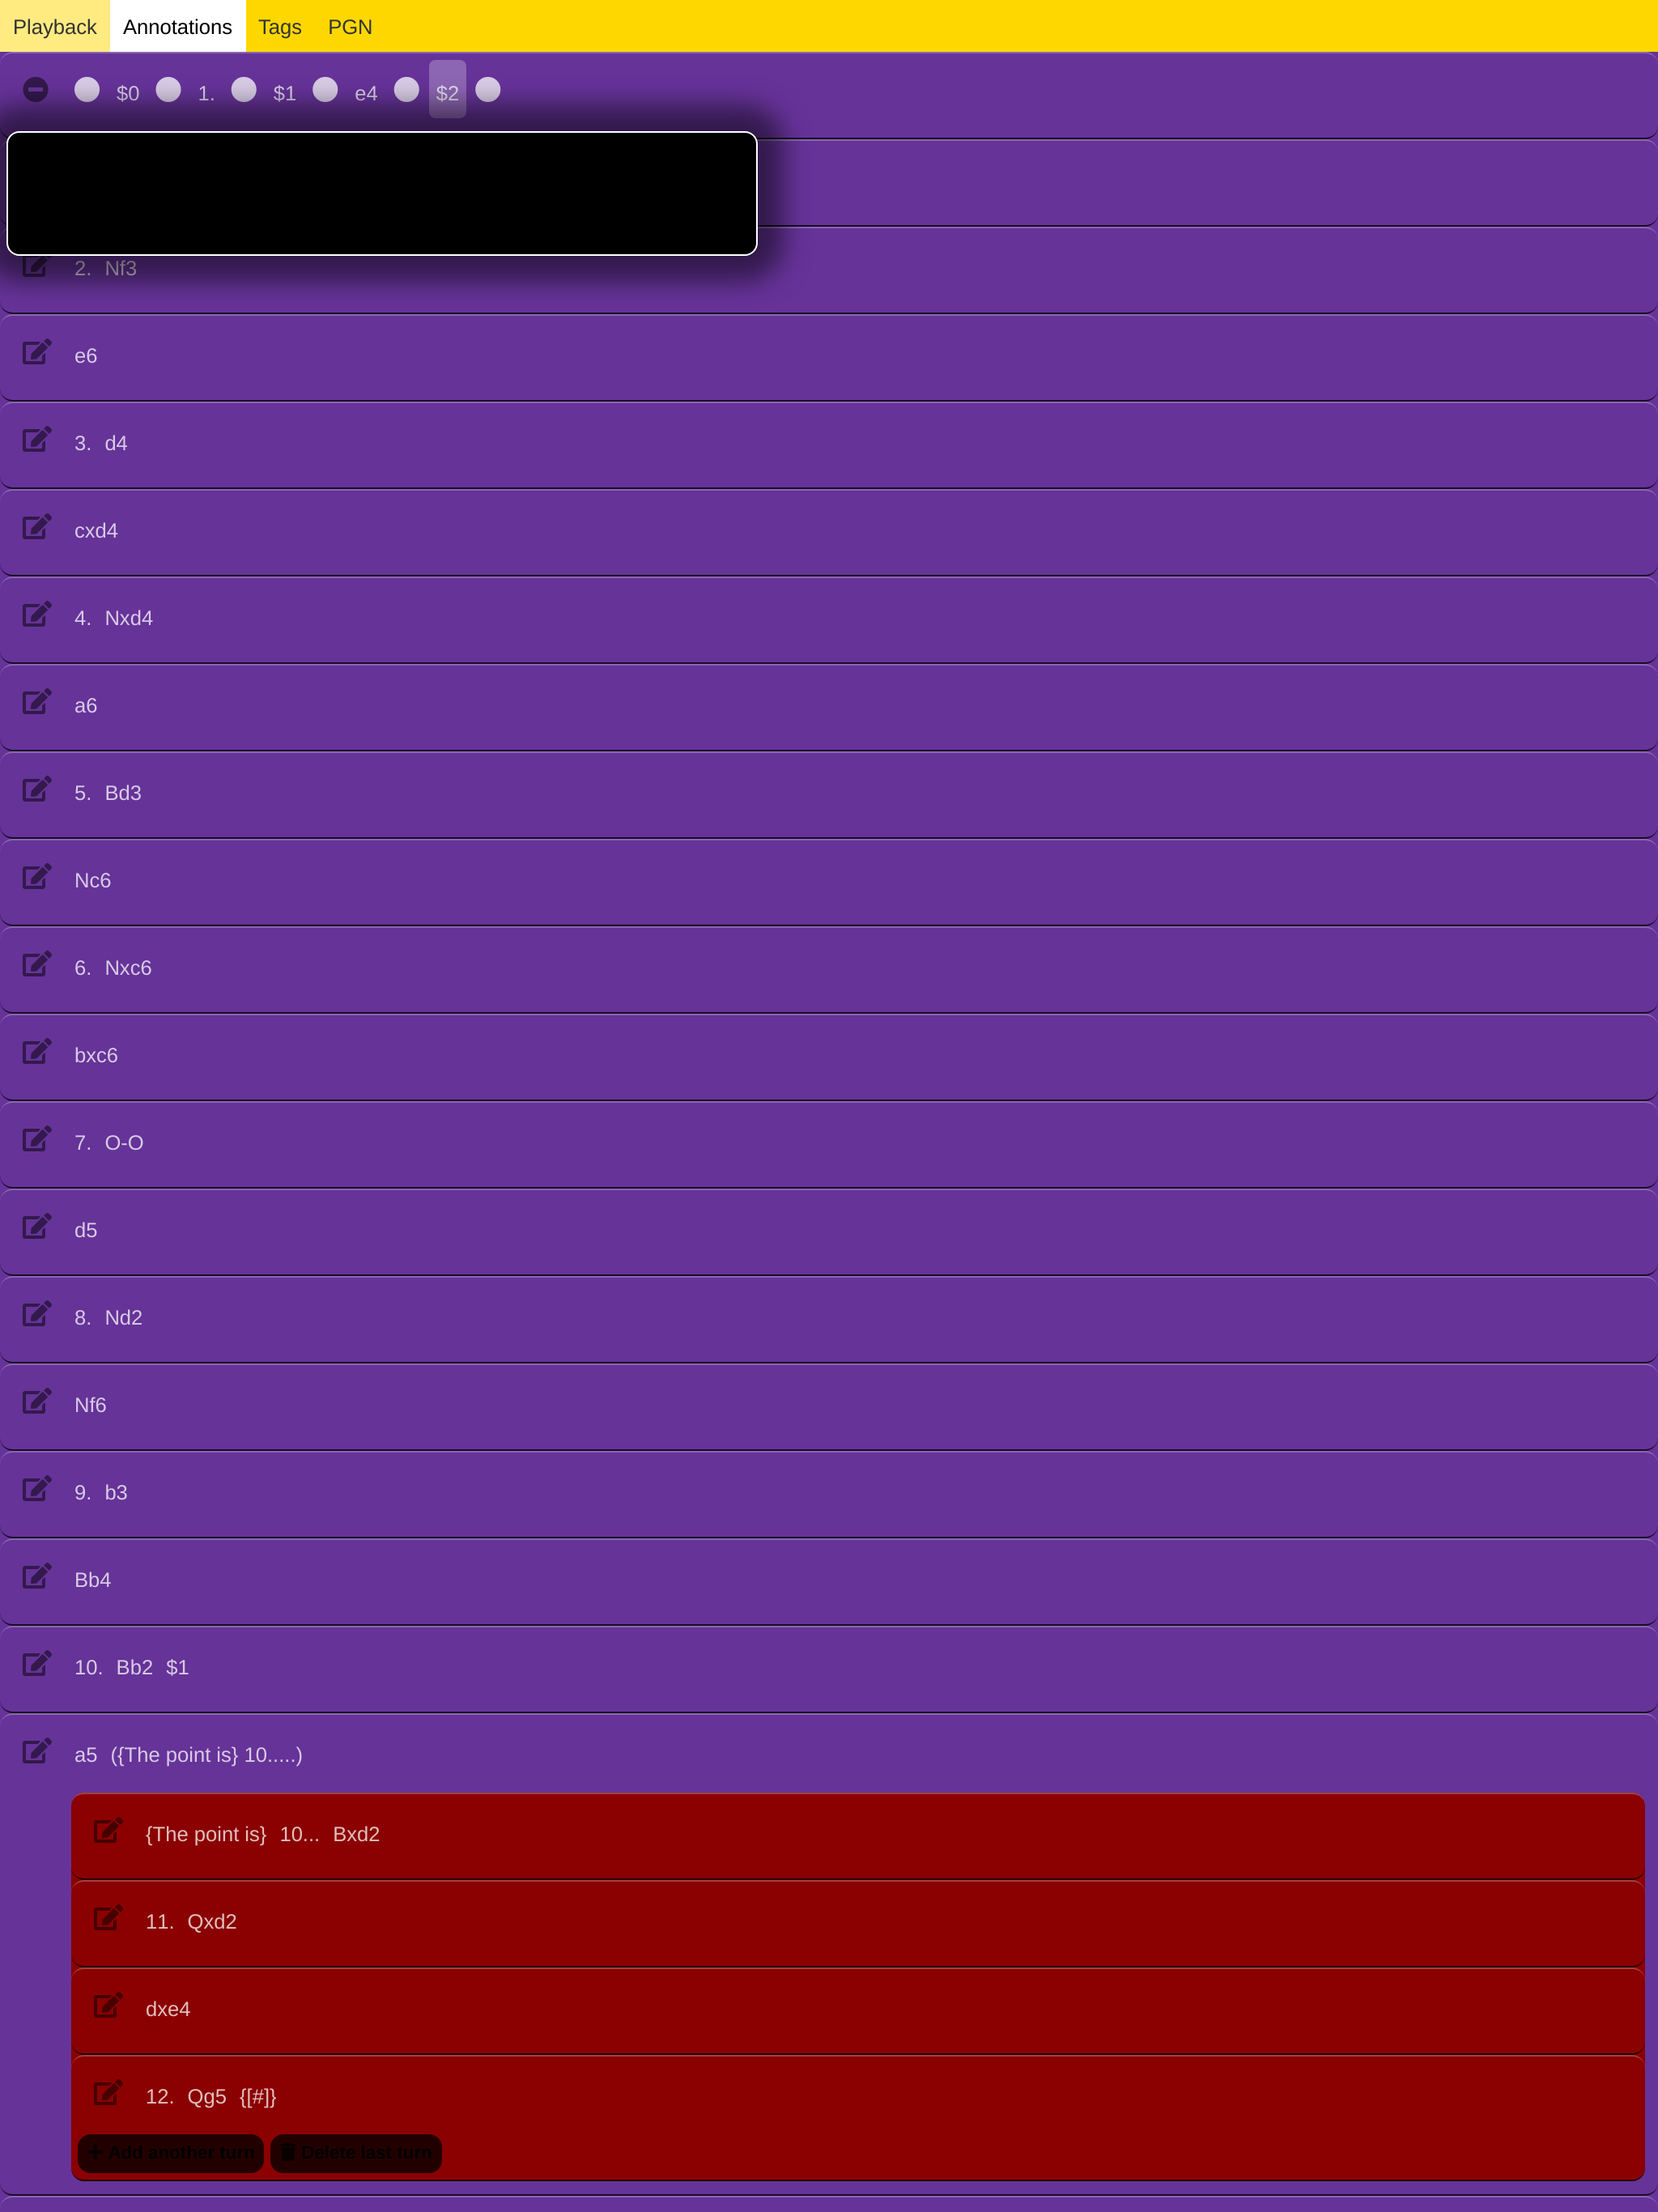 Playback Annotations Tags PGN
$0 1. $1 e4 $2
2. Nf3
e6
3. d4
cxd4
4. Nxd4
a6
5. Bd3
Nc6
6. Nxc6
bxc6
7. O-O
d5
8. Nd2
Nf6
9. b3
Bb4
10. Bb2 $1
a5 ({The point is} 10.....)
{The point is} 10... Bxd2
11. Qxd2
dxe4
12. Qg5 {[#]}
Add another turn Delete last turn